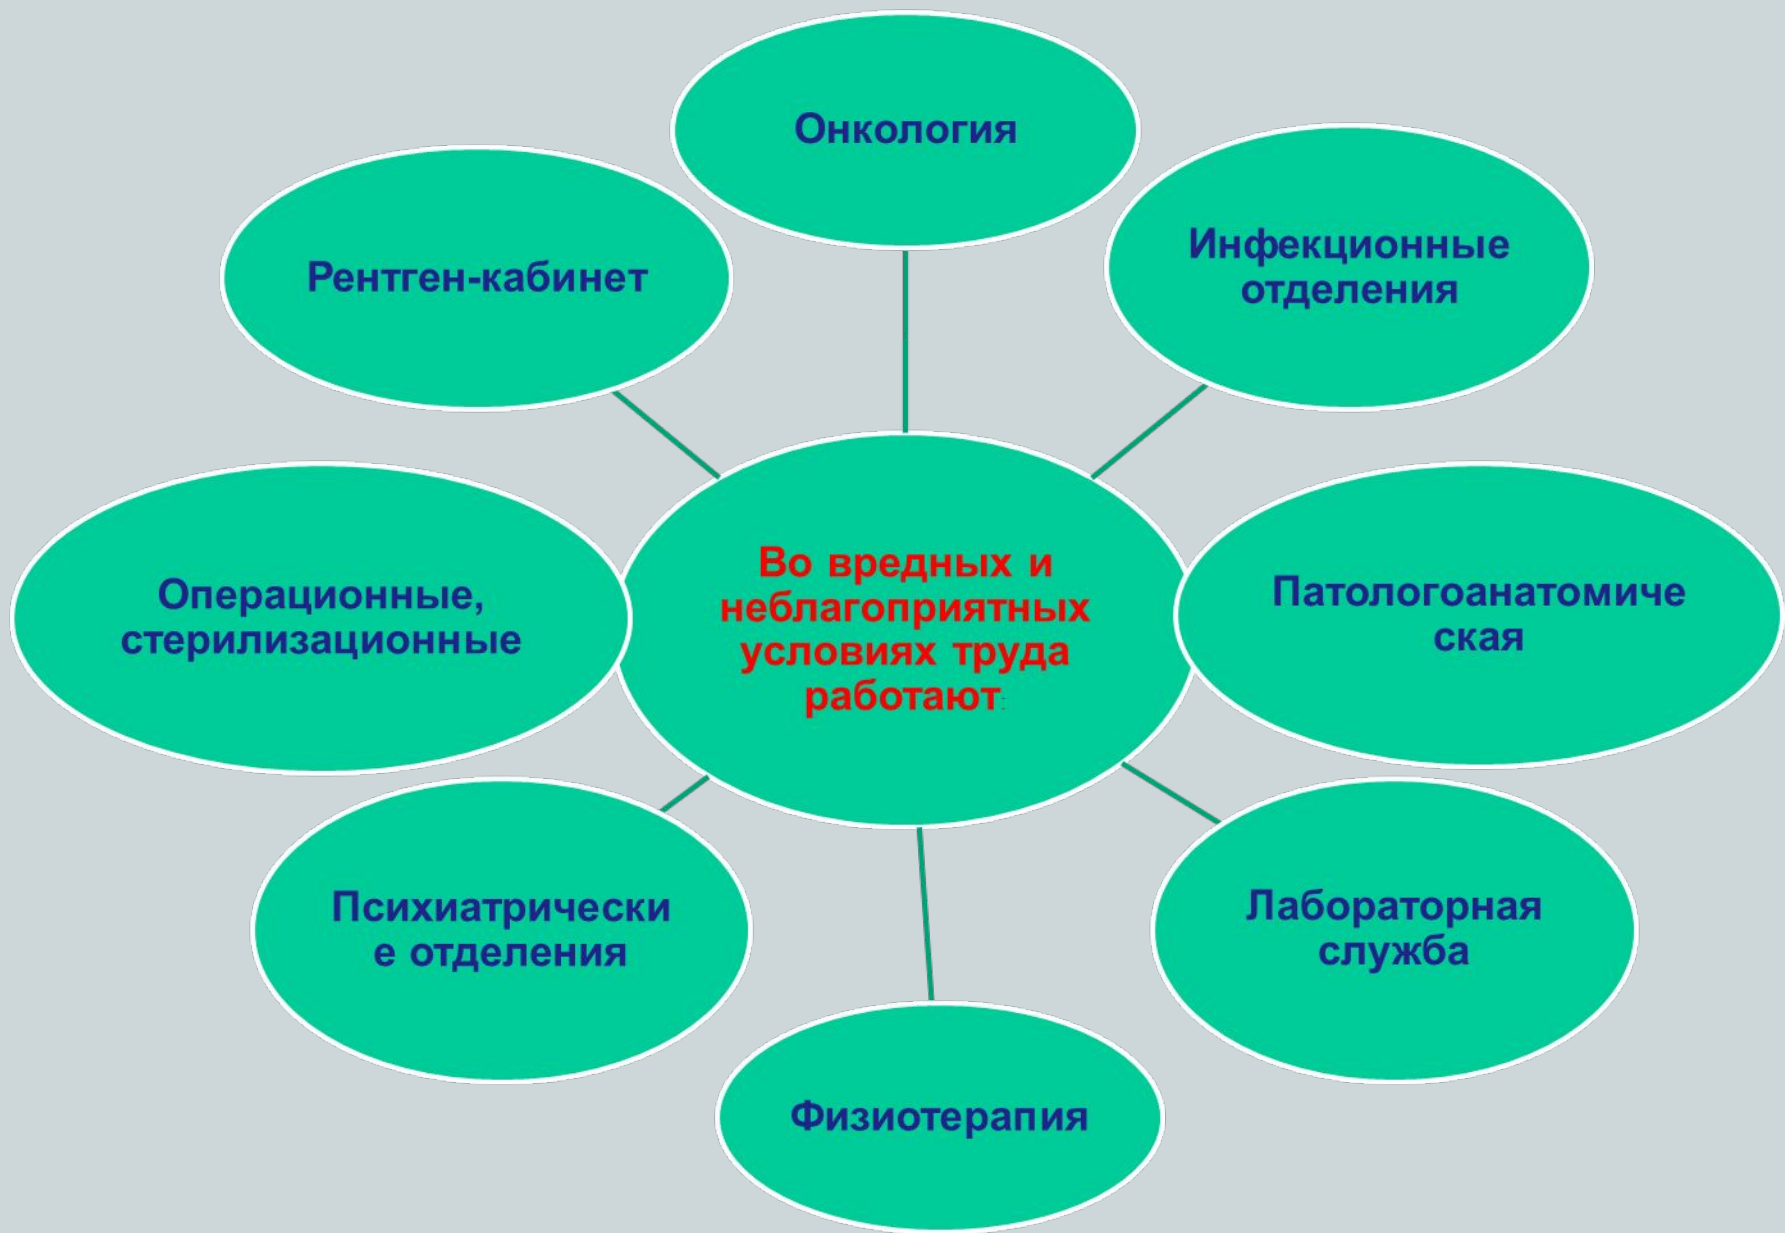 Онкология
Инфекционные
отделения
Рентген-кабинет
Во вредных и
неблагоприятных
условиях труда
работают:
Патологоанатомиче
ская
Операционные,
стерилизационные
Лабораторная
служба
Психиатрически
е отделения
Физиотерапия